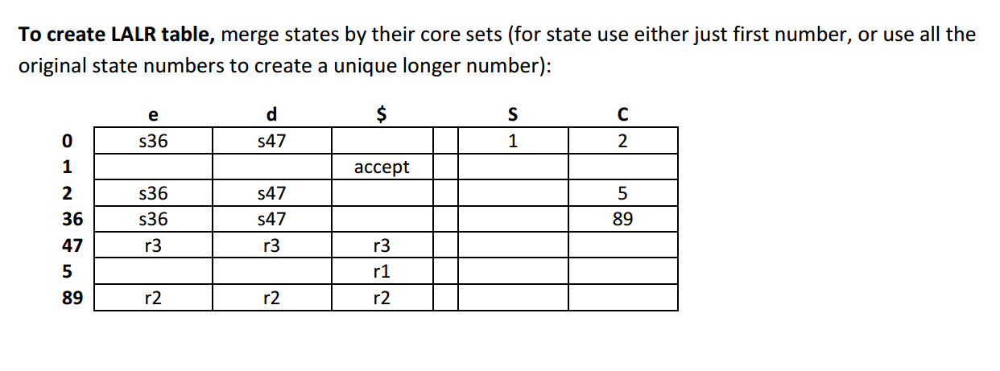 To create LALR table, merge states by their core sets (for state use either just first number, or use all the
original state numbers to create a unique longer number):
e d $ S C
0 s36 s47 1 2
1 accept
2 s36 s47 5
36 s36 s47 89
47 r3 r3 r3
5 r1
89 r2 r2 r2